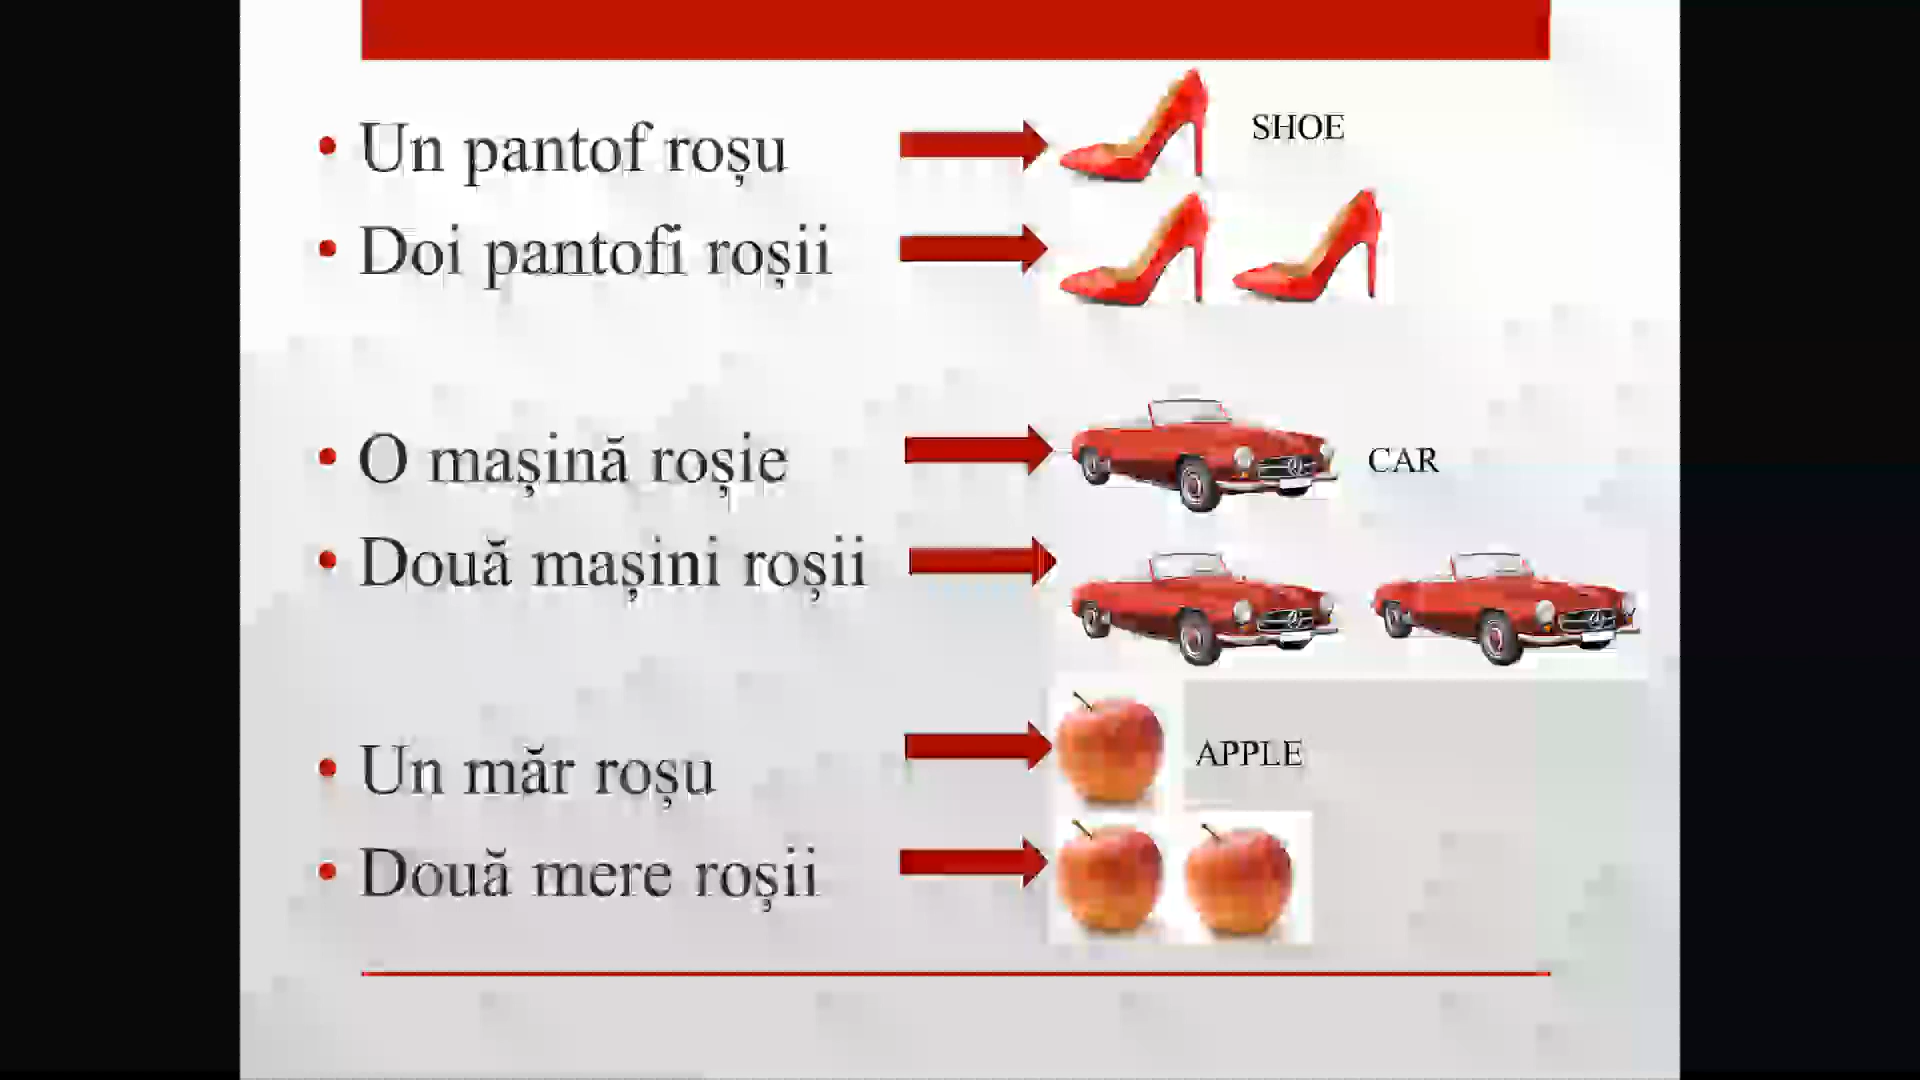 Un pantof roșu
SHOE
Doi pantofi roșii
O mașină roșie
CAR
Două mașini roșii
Un măr roșu
APPLE
Două mere roșii